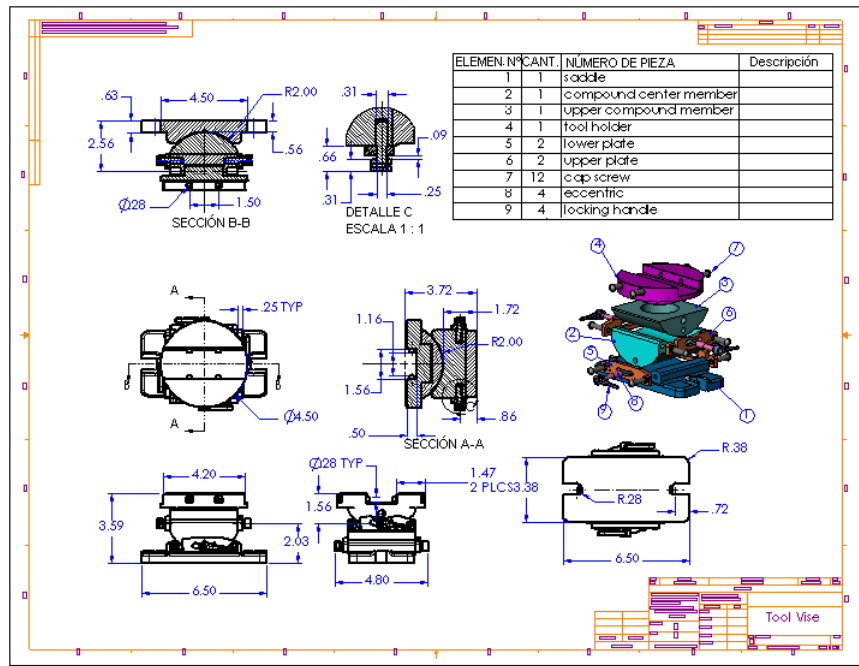 ELEMEN. Nº CANT. NÚMERO DE PIEZA Descripción
1 1 saddle
2 1 compound center member
3 1 upper compound member
4 1 tool holder
5 2 lower plate
6 2 upper plate
7 12 cap screw
8 4 eccentric
9 4 locking handle
4.50
R2.00
.63
2.56
.56
Ø.28
1.50
SECCIÓN B-B
.31
.09
.66
.31
.25
DETALLE C
ESCALA 1 : 1
A
.25 TYP
B
B
Ø4.50
A
3.72
1.72
1.16
R2.00
1.56
.86
.50
SECCIÓN A-A
4
7
3
6
2
5
9
8
1
4.20
3.59
2.03
6.50
Ø.28 TYP
1.47
2 PLCS
1.56
4.80
3.38
R.38
R.28
.72
6.50
Tool Vise